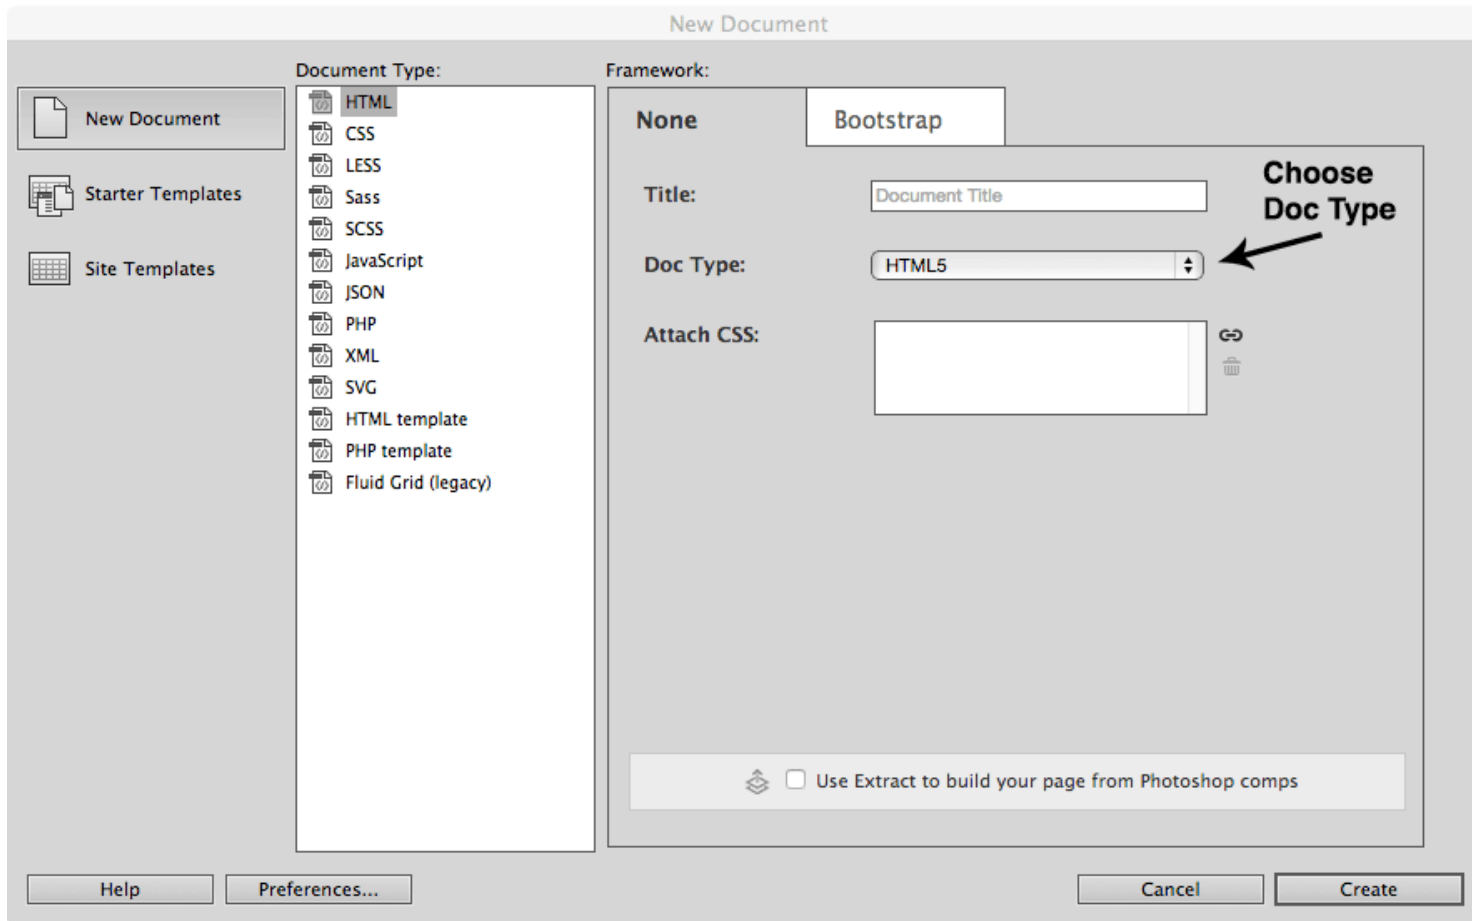 New Document
New Document
Starter Templates
Site Templates
Document Type:
HTML
CSS
LESS
Sass
SCSS
JavaScript
JSON
PHP
XML
SVG
HTML template
PHP template
Fluid Grid (legacy)
Framework:
None
Bootstrap
Title:
Document Title
Choose
Doc Type
Doc Type:
HTML5
Attach CSS:
Use Extract to build your page from Photoshop comps
Help
Preferences...
Cancel
Create